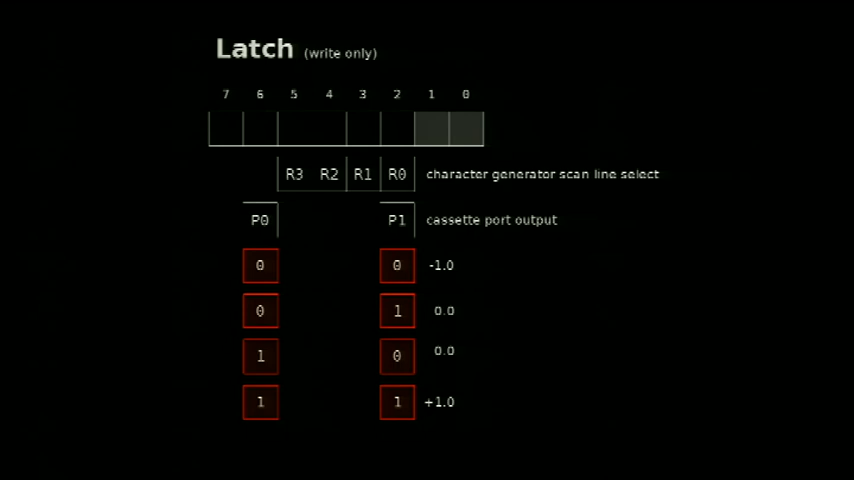 Latch (write only)
7 6 5 4 3 2 1 0
R3 R2 R1 R0 character generator scan line select
P0 P1 cassette port output
0 0 -1.0
0 1 0.0
1 0 0.0
1 1 +1.0